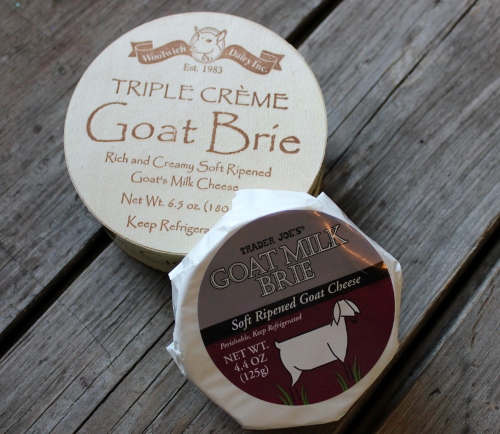 Woolwich Dairy Inc.
Est. 1983
TRIPLE CRÈME
Goat Brie
Rich and Creamy Soft Ripened
Goat's Milk Cheese
Net Wt. 6.5 oz. (180
Keep Refrigera
TRADER JOE'S®
GOAT MILK
BRIE
Soft Ripened Goat Cheese
Perishable, Keep Refrigerated
NET WT.
4.4 OZ
(125g)